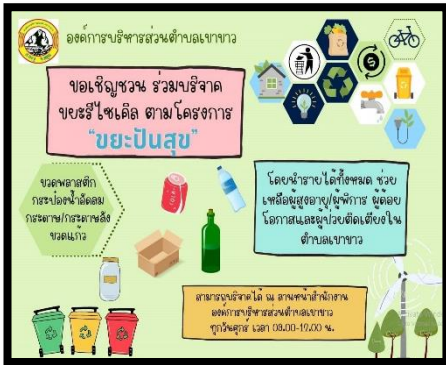 องค์การบริหารส่วนตำบลเขาขาว
ขอเชิญชวน ร่วมบริจาค
ขยะรีไซเคิล ตามโครงการ
"ขยะปันสุข"
ขวดพลาสติก
กระป๋องน้ำอัดลม
กระดาษ/กระดาษลัง
ขวดแก้ว
โดยนำรายได้ทั้งหมด ช่วย
เหลือผู้สูงอายุ/ผู้พิการ ผู้ด้อย
โอกาสและผู้ป่วยติดเตียงใน
ตำบลเขาขาว
สามารถบริจาคได้ ณ ลานหน้าสำนักงาน
องค์การบริหารส่วนตำบลเขาขาว
ทุกวันศุกร์ เวลา 09.00-12.00 น.